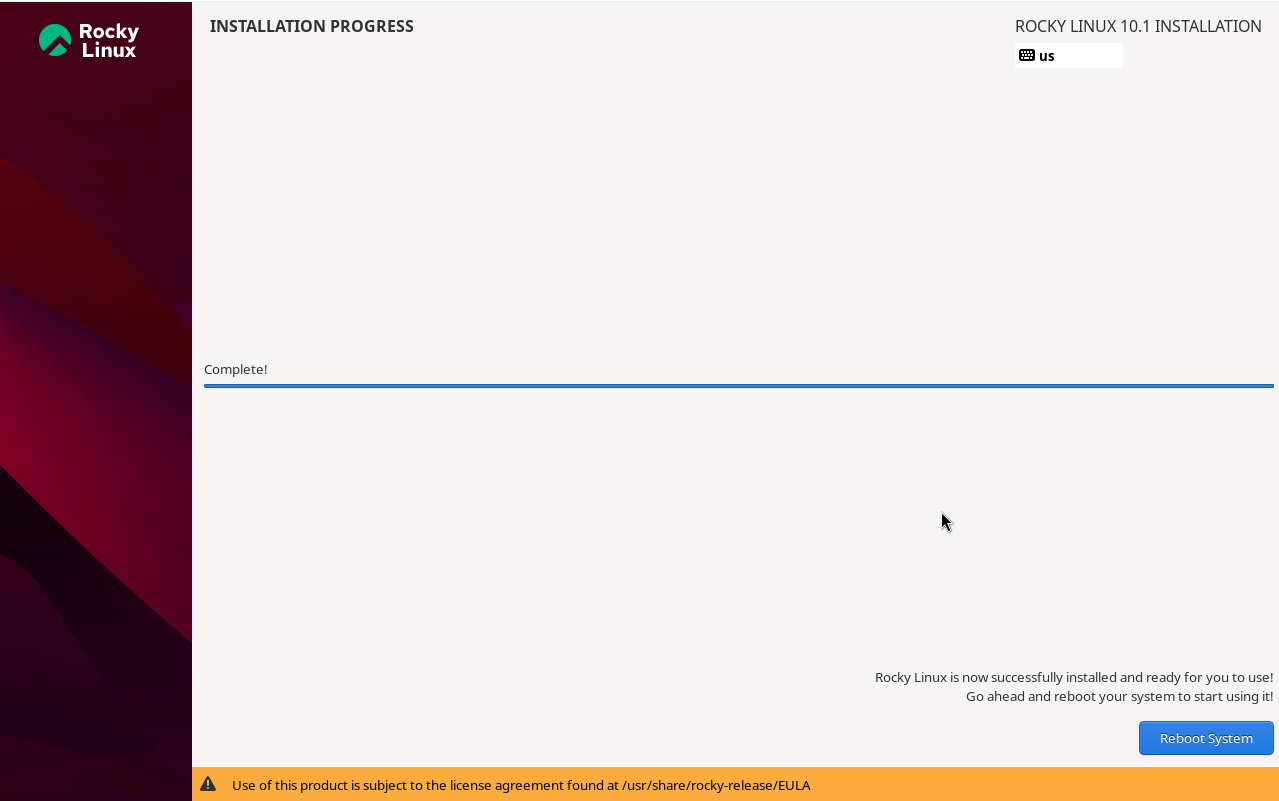 Rocky
Linux
INSTALLATION PROGRESS
ROCKY LINUX 10.1 INSTALLATION
us
Complete!
Rocky Linux is now successfully installed and ready for you to use!
Go ahead and reboot your system to start using it!
Reboot System
Use of this product is subject to the license agreement found at /usr/share/rocky-release/EULA